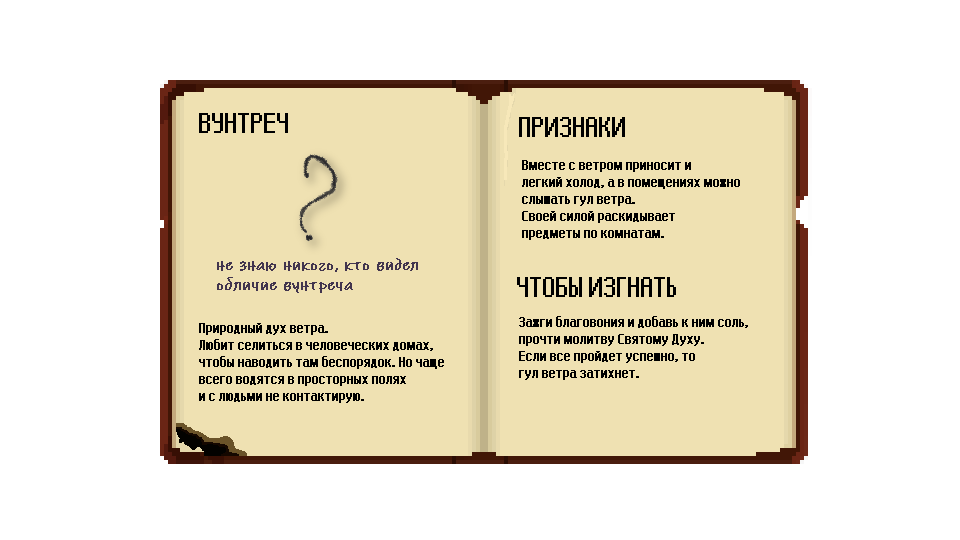 ВУНТРЕЧ
?
не знаю никого, кто видел
обличие вунтреча
Природный дух ветра.
Любит селиться в человеческих домах,
чтобы наводить там беспорядок. Но чаще
всего водятся в просторных полях
и с людьми не контактирую.
ПРИЗНАКИ
Вместе с ветром приносит и
легкий холод, а в помещениях можно
слышать гул ветра.
Своей силой раскидывает
предметы по комнатам.
ЧТОБЫ ИЗГНАТЬ
Зажги благовония и добавь к ним соль,
прочти молитву Святому Духу.
Если все пройдет успешно, то
гул ветра затихнет.